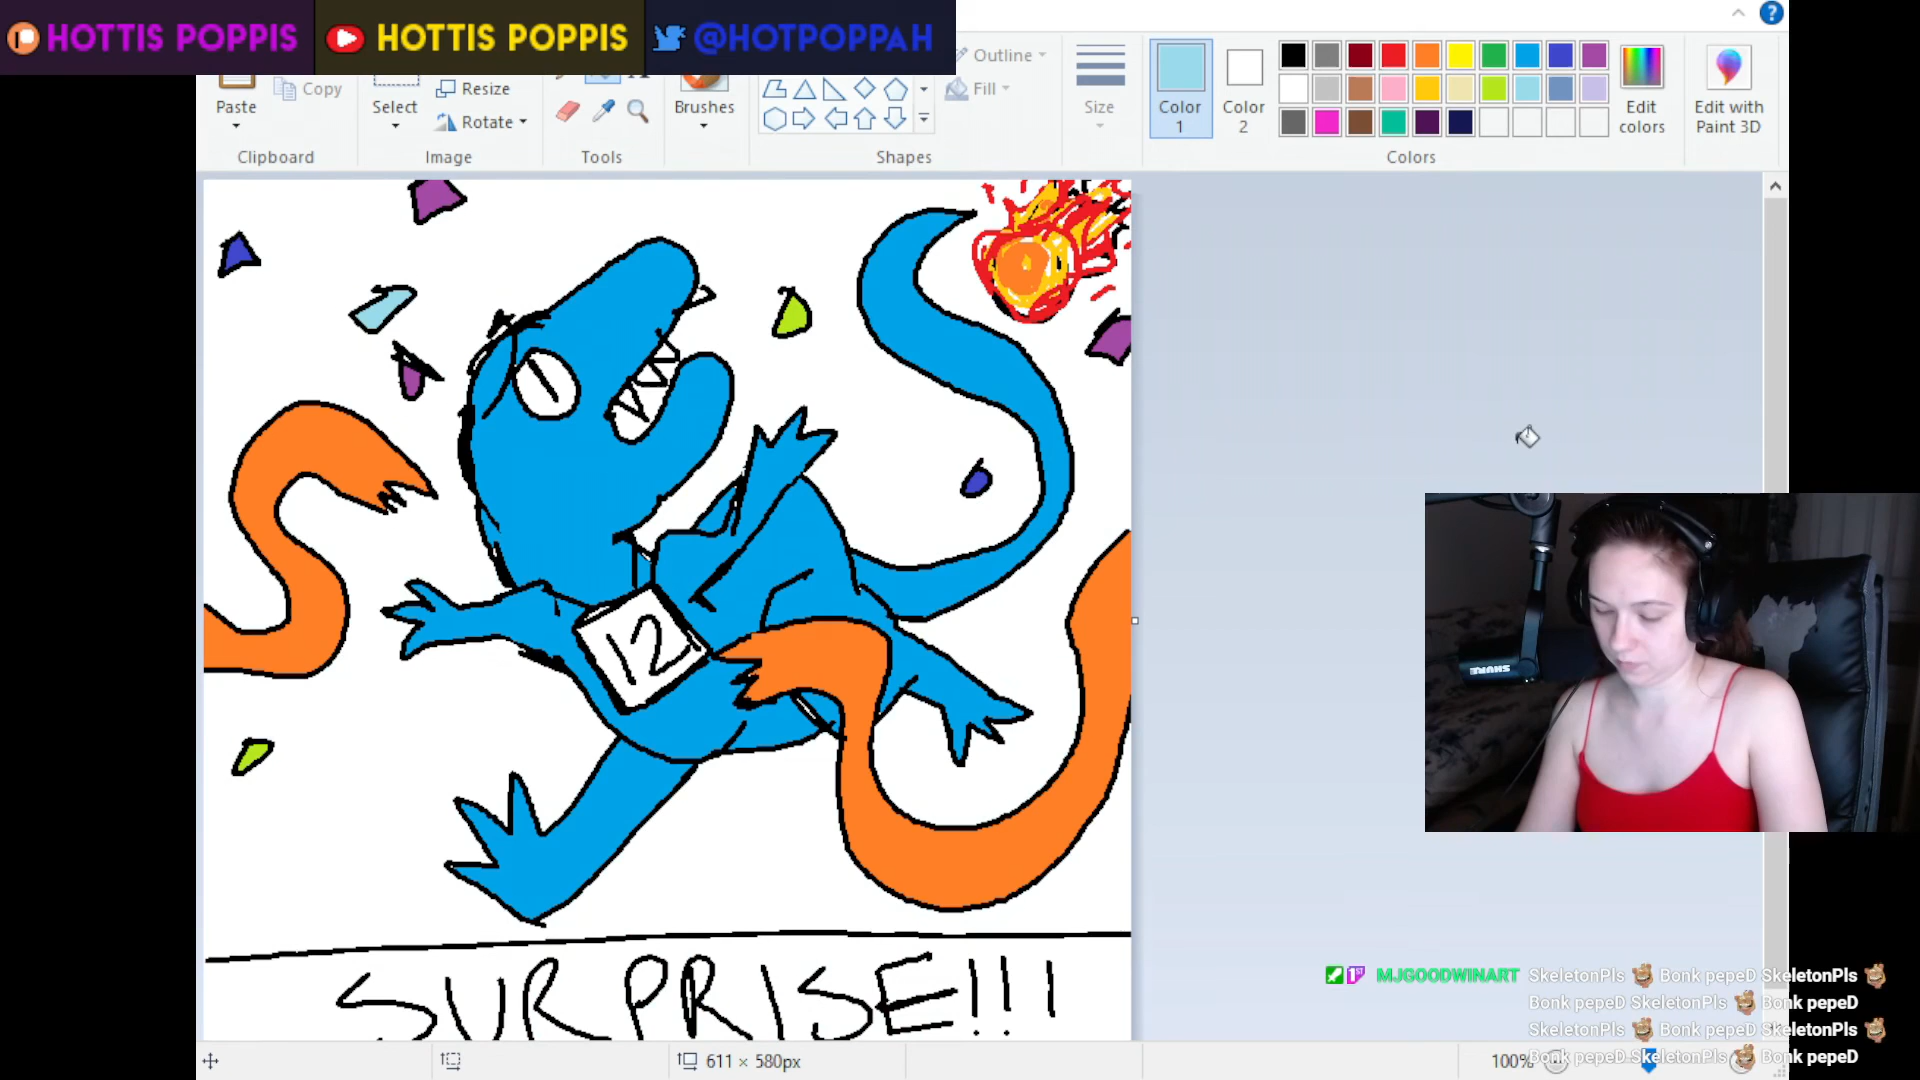 HOTTIS POPPIS
HOTTIS POPPIS
@HOTPOPPAH
Outline
Paste
Copy
Select
Resize
Rotate
Brushes
Fill
Size
Color 1
Color 2
Edit colors
Edit with Paint 3D
Clipboard
Image
Tools
Shapes
Colors
12
SURPRISE!!!
SHURE
1ST MJGOODWINART SkeletonPls Bonk pepeD SkeletonPls
Bonk pepeD SkeletonPls Bonk pepeD
SkeletonPls Bonk pepeD SkeletonPls
Bonk pepeD SkeletonPls Bonk pepeD
611 × 580px
100%